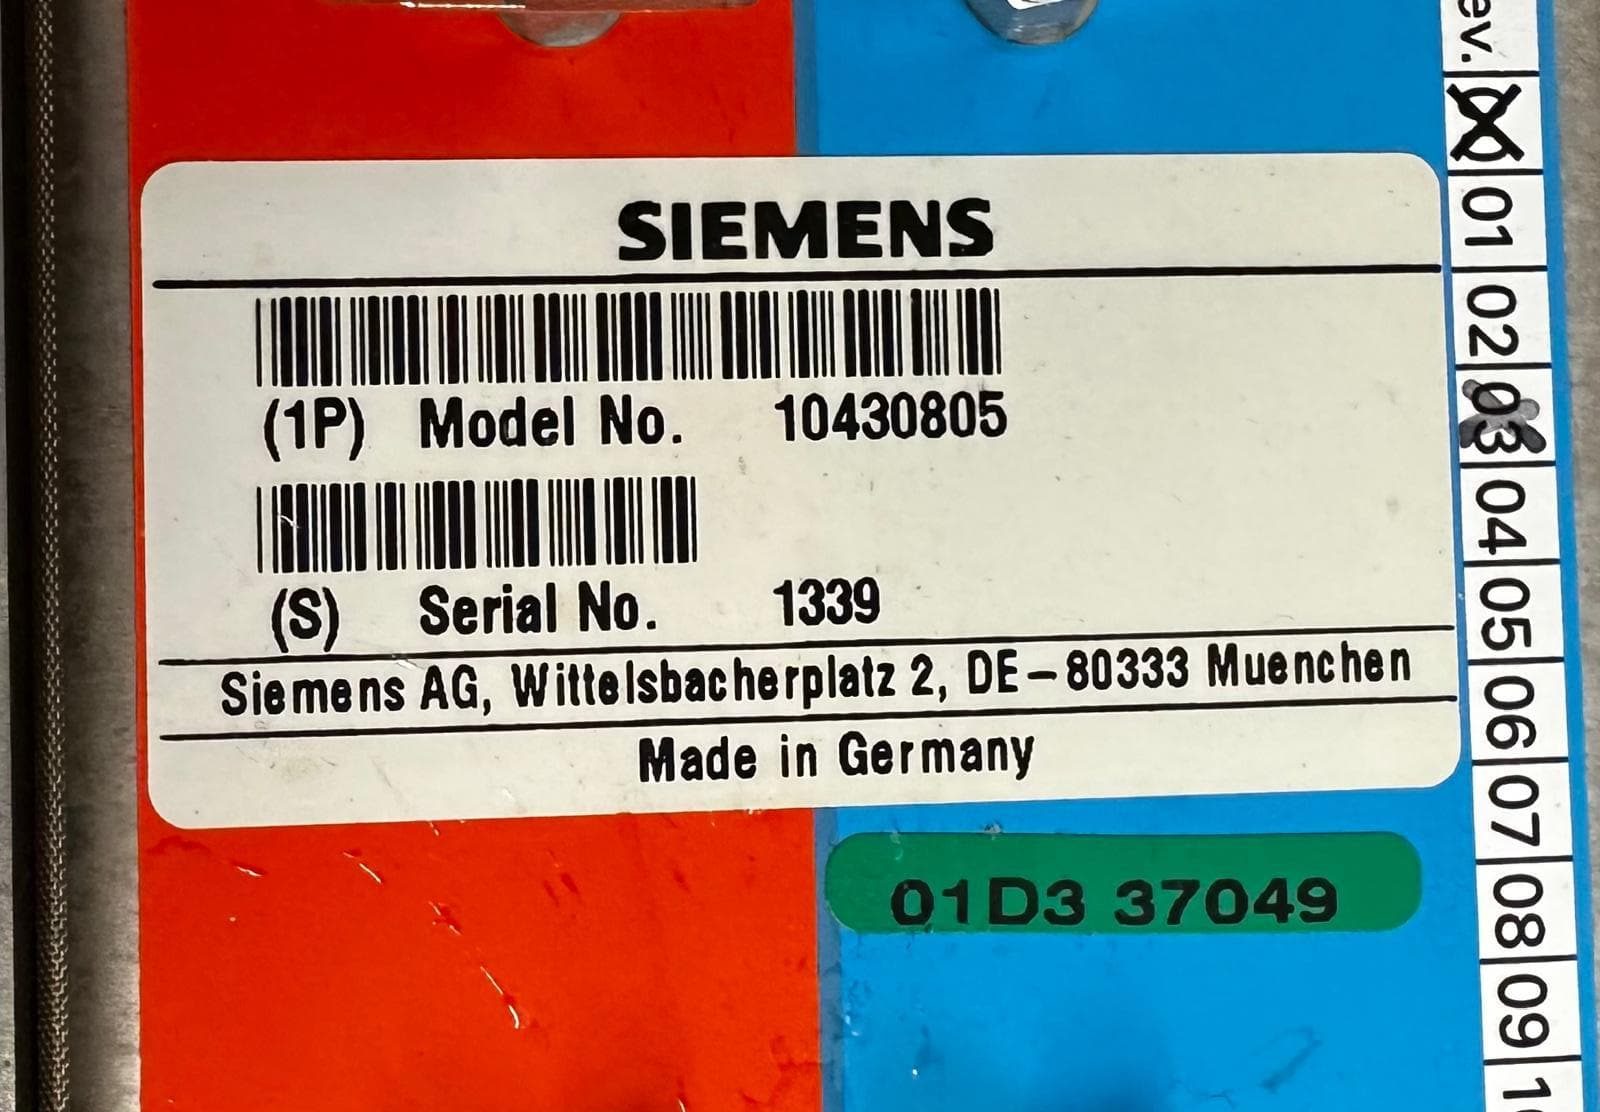 SIEMENS
(1P) Model No. 10430805
(S) Serial No. 1339
Siemens AG, Wittelsbacherplatz 2, DE-80333 Muenchen
Made in Germany
01D3 37049
01
02
03
04
05
06
07
08
09